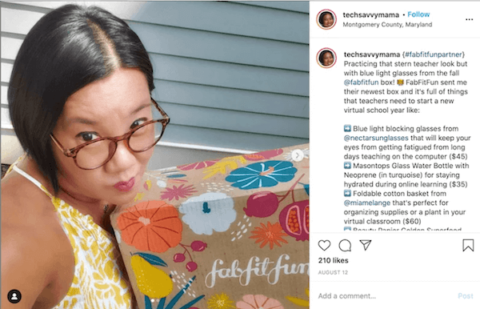 techsavvymama • Follow
Montgomery County, Maryland
techsavvymama {#fabfitfunpartner}
Practicing that stern teacher look but
with blue light glasses from the fall
@fabfitfun box! 🤓 FabFitFun sent me
their newest box and it's full of things
that teachers need to start a new
virtual school year like:
➡️ Blue light blocking glasses from
@nectarsunglasses that will keep your
eyes from getting fatigued from long
days teaching on the computer ($45)
➡️ Masontops Glass Water Bottle with
Neoprene (in turquoise) for staying
hydrated during online learning ($35)
➡️ Foldable cotton basket from
@miamelange that's perfect for
organizing supplies or a plant in your
virtual classroom ($60)
fabfitfun
210 likes
AUGUST 12
Add a comment...
Post